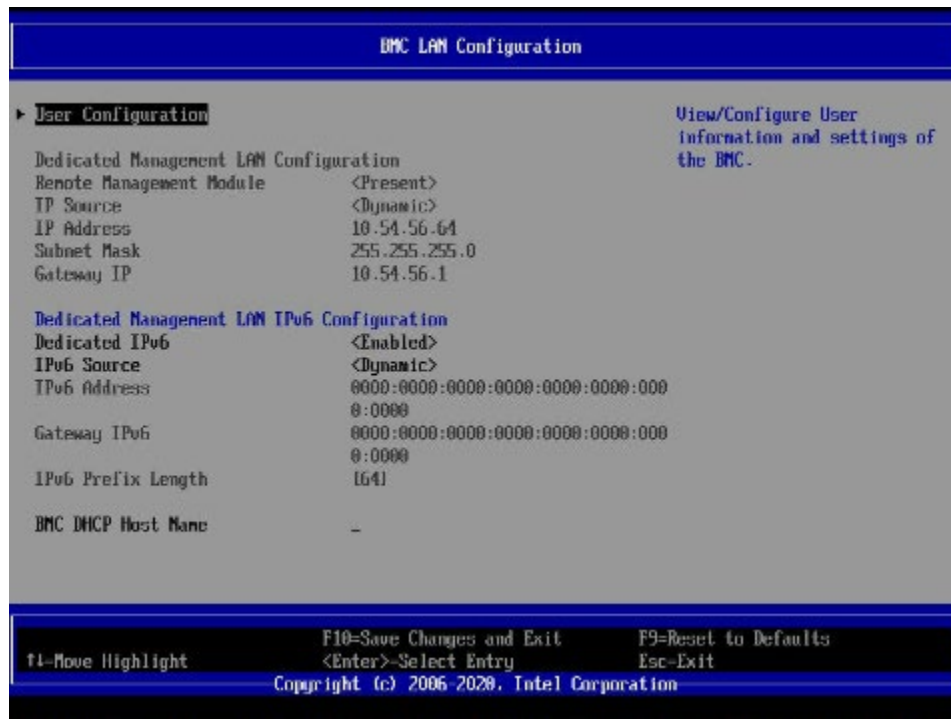 BMC LAN Configuration
► User Configuration
View/Configure User
information and settings of
the BMC.
Dedicated Management LAN Configuration
Remote Management Module <Present>
IP Source <Dynamic>
IP Address 10.54.56.64
Subnet Mask 255.255.255.0
Gateway IP 10.54.56.1
Dedicated Management LAN IPv6 Configuration
Dedicated IPv6 <Enabled>
IPv6 Source <Dynamic>
IPv6 Address 0000:0000:0000:0000:0000:0000:000
0:0000
Gateway IPv6 0000:0000:0000:0000:0000:0000:000
0:0000
IPv6 Prefix Length [64]
BMC DHCP Host Name _
F10=Save Changes and Exit F9=Reset to Defaults
↑↓=Move Highlight <Enter>=Select Entry Esc=Exit
Copyright (c) 2006-2020, Intel Corporation